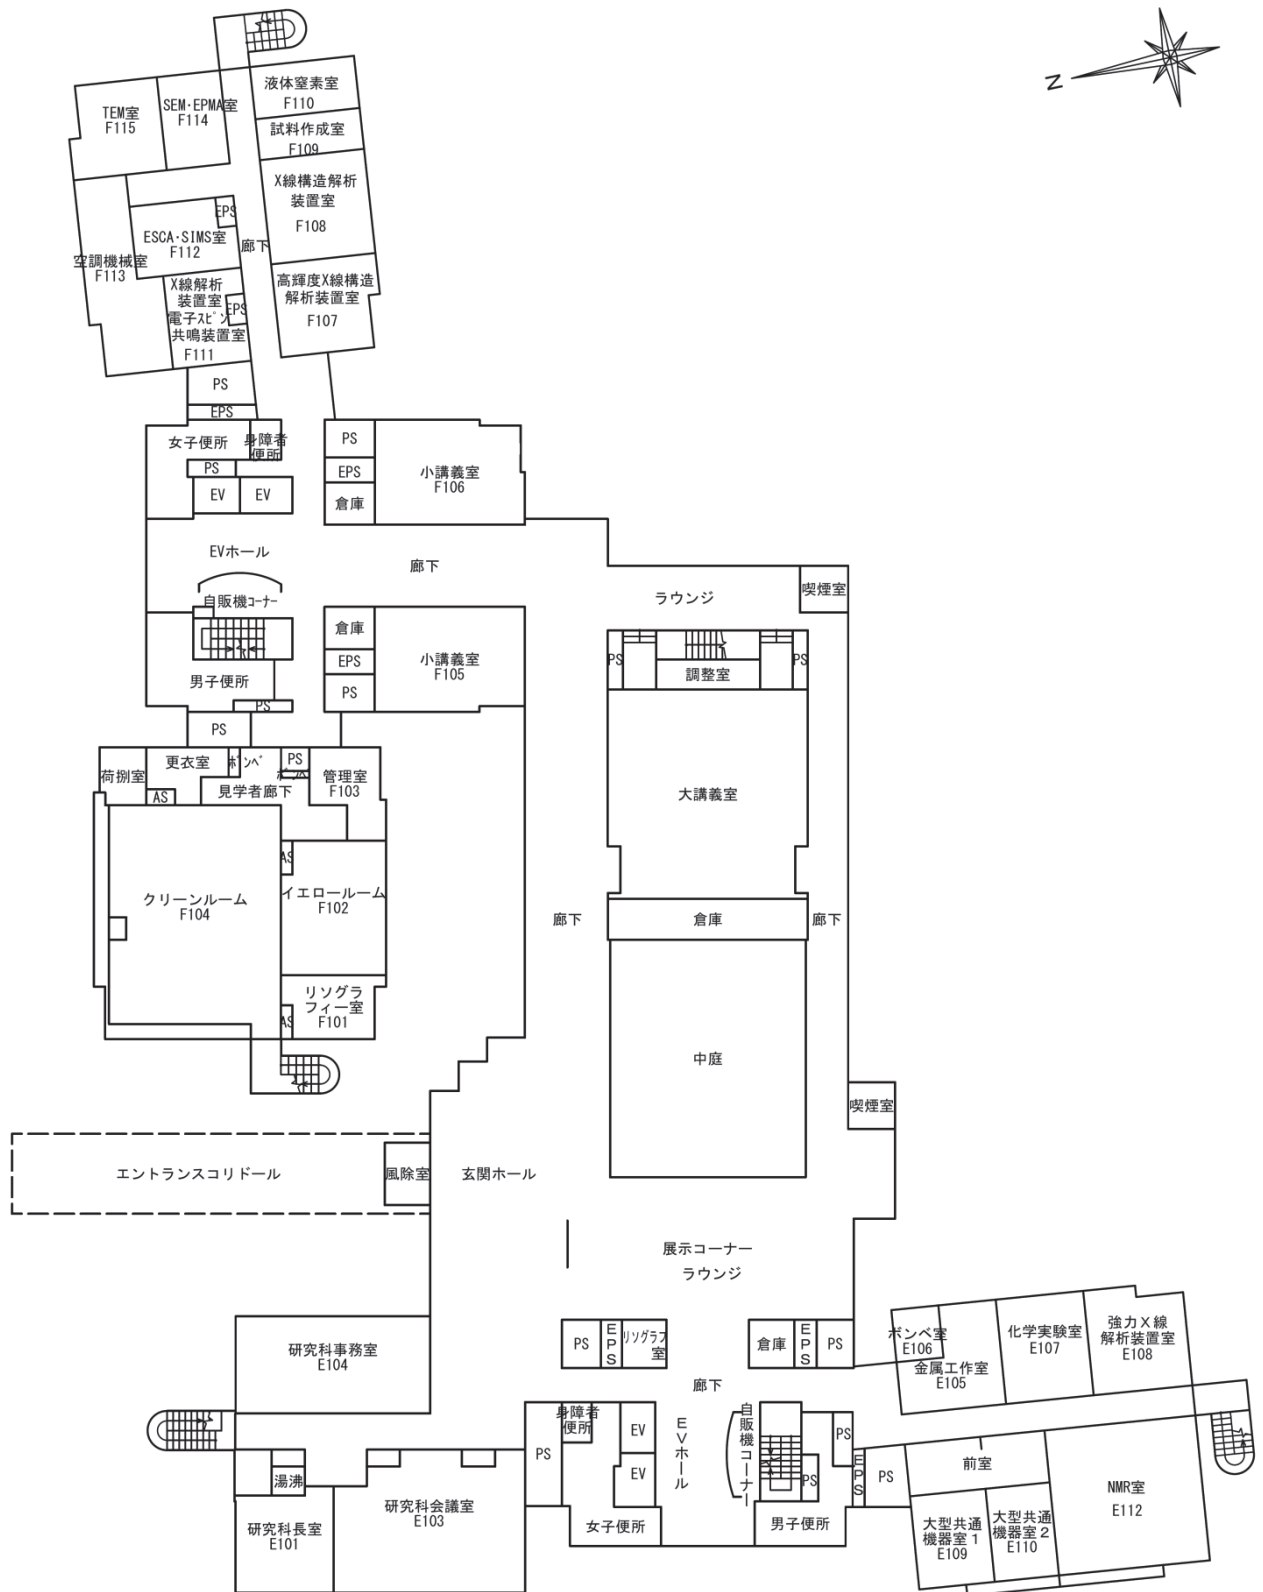 N
液体窒素室
F110
TEM室
F115
SEM・EPMA室
F114
試料作成室
F109
X線構造解析
装置室
F108
EPS
ESCA・SIMS室
F112
廊下
空調機械室
F113
X線解析
装置室
電子スピン
共鳴装置室
F111
EPS
高輝度X線構造
解析装置室
F107
PS
EPS
女子便所
身障者
便所
PS
EV
EV
PS
EPS
倉庫
小講義室
F106
EVホール
廊下
自販機コーナー
ラウンジ
喫煙室
倉庫
EPS
PS
小講義室
F105
男子便所
PS
PS
PS
調整室
PS
荷捌室
更衣室
ボンベ
PS
ボンベ
管理室
F103
AS
見学者廊下
大講義室
AS
クリーンルーム
F104
イエロールーム
F102
廊下
倉庫
廊下
リソグラ
フィー室
F101
AS
中庭
喫煙室
エントランスコリドール
風除室
玄関ホール
展示コーナー
ラウンジ
研究科事務室
E104
PS
EPS
リソグラフ
室
倉庫
EPS
PS
ボンベ室
E106
金属工作室
E105
化学実験室
E107
強力X線
解析装置室
E108
廊下
身障者
便所
PS
EV
EV
EVホール
自販機コーナー
PS
PS
EPS
PS
前室
NMR室
E112
湯沸
研究科長室
E101
研究科会議室
E103
女子便所
男子便所
大型共通
機器室1
E109
大型共通
機器室2
E110